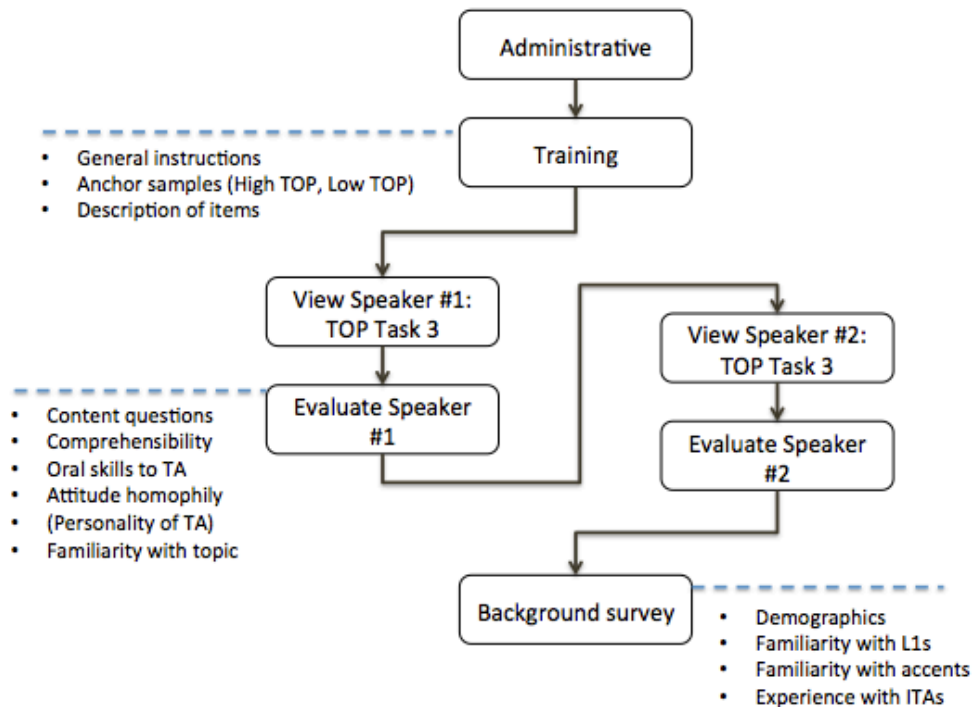 Administrative
Training
• General instructions
• Anchor samples (High TOP, Low TOP)
• Description of items
View Speaker #1:
TOP Task 3
View Speaker #2:
TOP Task 3
Evaluate Speaker
#1
• Content questions
• Comprehensibility
• Oral skills to TA
• Attitude homophily
• (Personality of TA)
• Familiarity with topic
Evaluate Speaker
#2
Background survey
• Demographics
• Familiarity with L1s
• Familiarity with accents
• Experience with ITAs